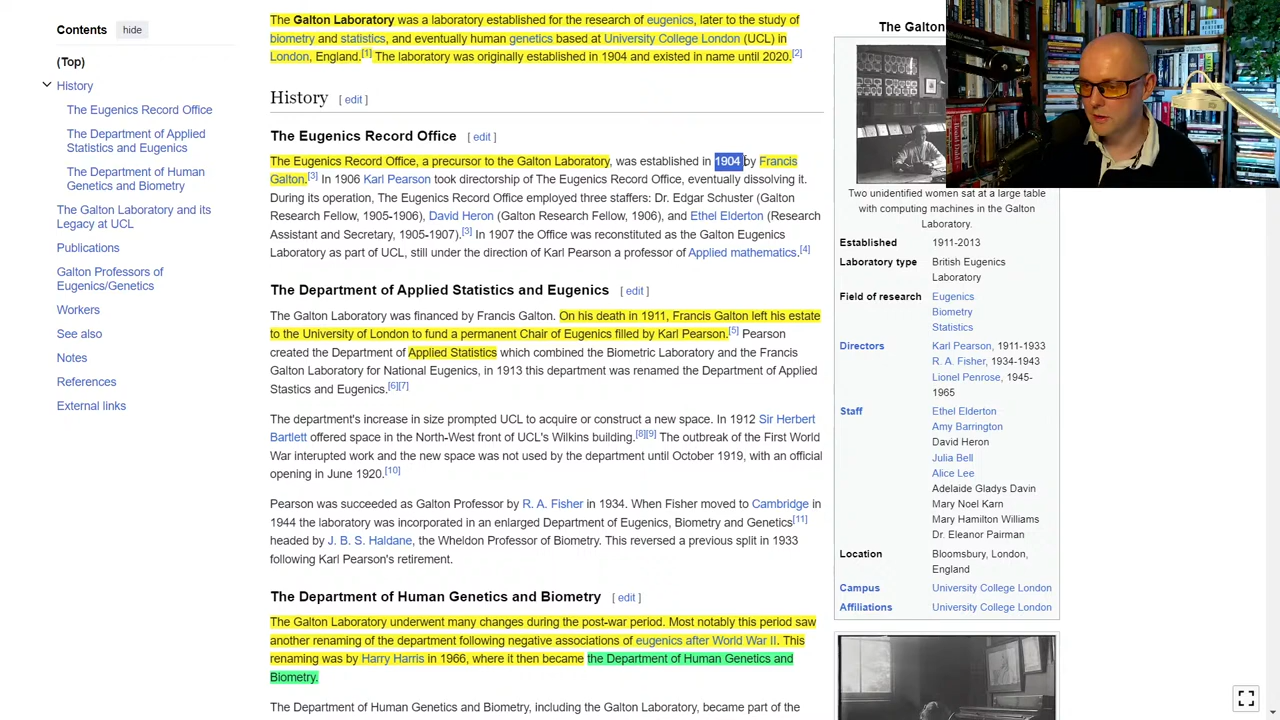 Contents hide
(Top)
History
The Eugenics Record Office
The Department of Applied
Statistics and Eugenics
The Department of Human
Genetics and Biometry
The Galton Laboratory and its
Legacy at UCL
Publications
Galton Professors of
Eugenics/Genetics
Workers
See also
Notes
References
External links
The Galton Laboratory was a laboratory established for the research of eugenics, later to the study of
biometry and statistics, and eventually human genetics based at University College London (UCL) in
London, England.[1] The laboratory was originally established in 1904 and existed in name until 2020.[2]
History [ edit ]
The Eugenics Record Office [ edit ]
The Eugenics Record Office, a precursor to the Galton Laboratory, was established in 1904 by Francis
Galton.[3] In 1906 Karl Pearson took directorship of The Eugenics Record Office, eventually dissolving it.
During its operation, The Eugenics Record Office employed three staffers: Dr. Edgar Schuster (Galton
Research Fellow, 1905-1906), David Heron (Galton Research Fellow, 1906), and Ethel Elderton (Research
Assistant and Secretary, 1905-1907).[3] In 1907 the Office was reconstituted as the Galton Eugenics
Laboratory as part of UCL, still under the direction of Karl Pearson a professor of Applied mathematics.[4]
The Department of Applied Statistics and Eugenics [ edit ]
The Galton Laboratory was financed by Francis Galton. On his death in 1911, Francis Galton left his estate
to the University of London to fund a permanent Chair of Eugenics filled by Karl Pearson.[5] Pearson
created the Department of Applied Statistics which combined the Biometric Laboratory and the Francis
Galton Laboratory for National Eugenics, in 1913 this department was renamed the Department of Applied
Stastics and Eugenics.[6][7]
The department's increase in size prompted UCL to acquire or construct a new space. In 1912 Sir Herbert
Bartlett offered space in the North-West front of UCL's Wilkins building.[8][9] The outbreak of the First World
War interrupted work and the new space was not used by the department until October 1919, with an official
opening in June 1920.[10]
Pearson was succeeded as Galton Professor by R. A. Fisher in 1934. When Fisher moved to Cambridge in
1944 the laboratory was incorporated in an enlarged Department of Eugenics, Biometry and Genetics[11]
headed by J. B. S. Haldane, the Wheldon Professor of Biometry. This reversed a previous split in 1933
following Karl Pearson's retirement.
The Department of Human Genetics and Biometry [ edit ]
The Galton Laboratory underwent many changes during the post-war period. Most notably this period saw
another renaming of the department following negative associations of eugenics after World War II. This
renaming was by Harry Harris in 1966, where it then became the Department of Human Genetics and
Biometry.
The Department of Human Genetics and Biometry, including the Galton Laboratory, became part of the
The Galton
Two unidentified women sat at a large table
with computing machines in the Galton
Laboratory.
Established 1911-2013
Laboratory type British Eugenics
Laboratory
Field of research Eugenics
Biometry
Statistics
Directors Karl Pearson, 1911-1933
R. A. Fisher, 1934-1943
Lionel Penrose, 1945-
1965
Staff Ethel Elderton
Amy Barrington
David Heron
Julia Bell
Alice Lee
Adelaide Gladys Davin
Mary Noel Karn
Mary Hamilton Williams
Dr. Eleanor Pairman
Location Bloomsbury, London,
England
Campus University College London
Affiliations University College London